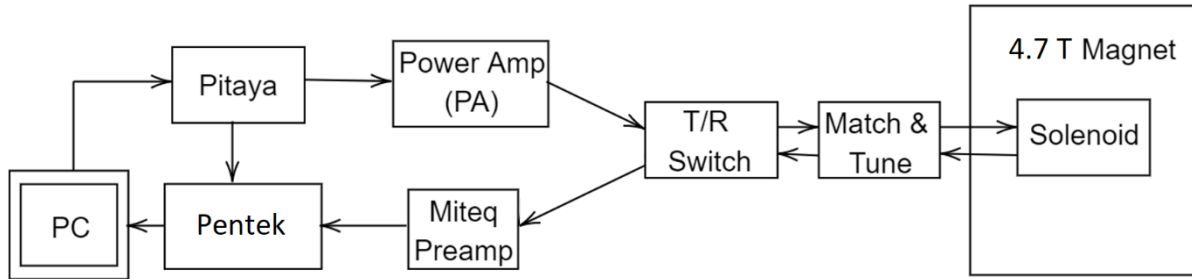 4.7 T Magnet
Pitaya
Power Amp
(PA)
T/R
Switch
Match &
Tune
Solenoid
PC
Pentek
Miteq
Preamp